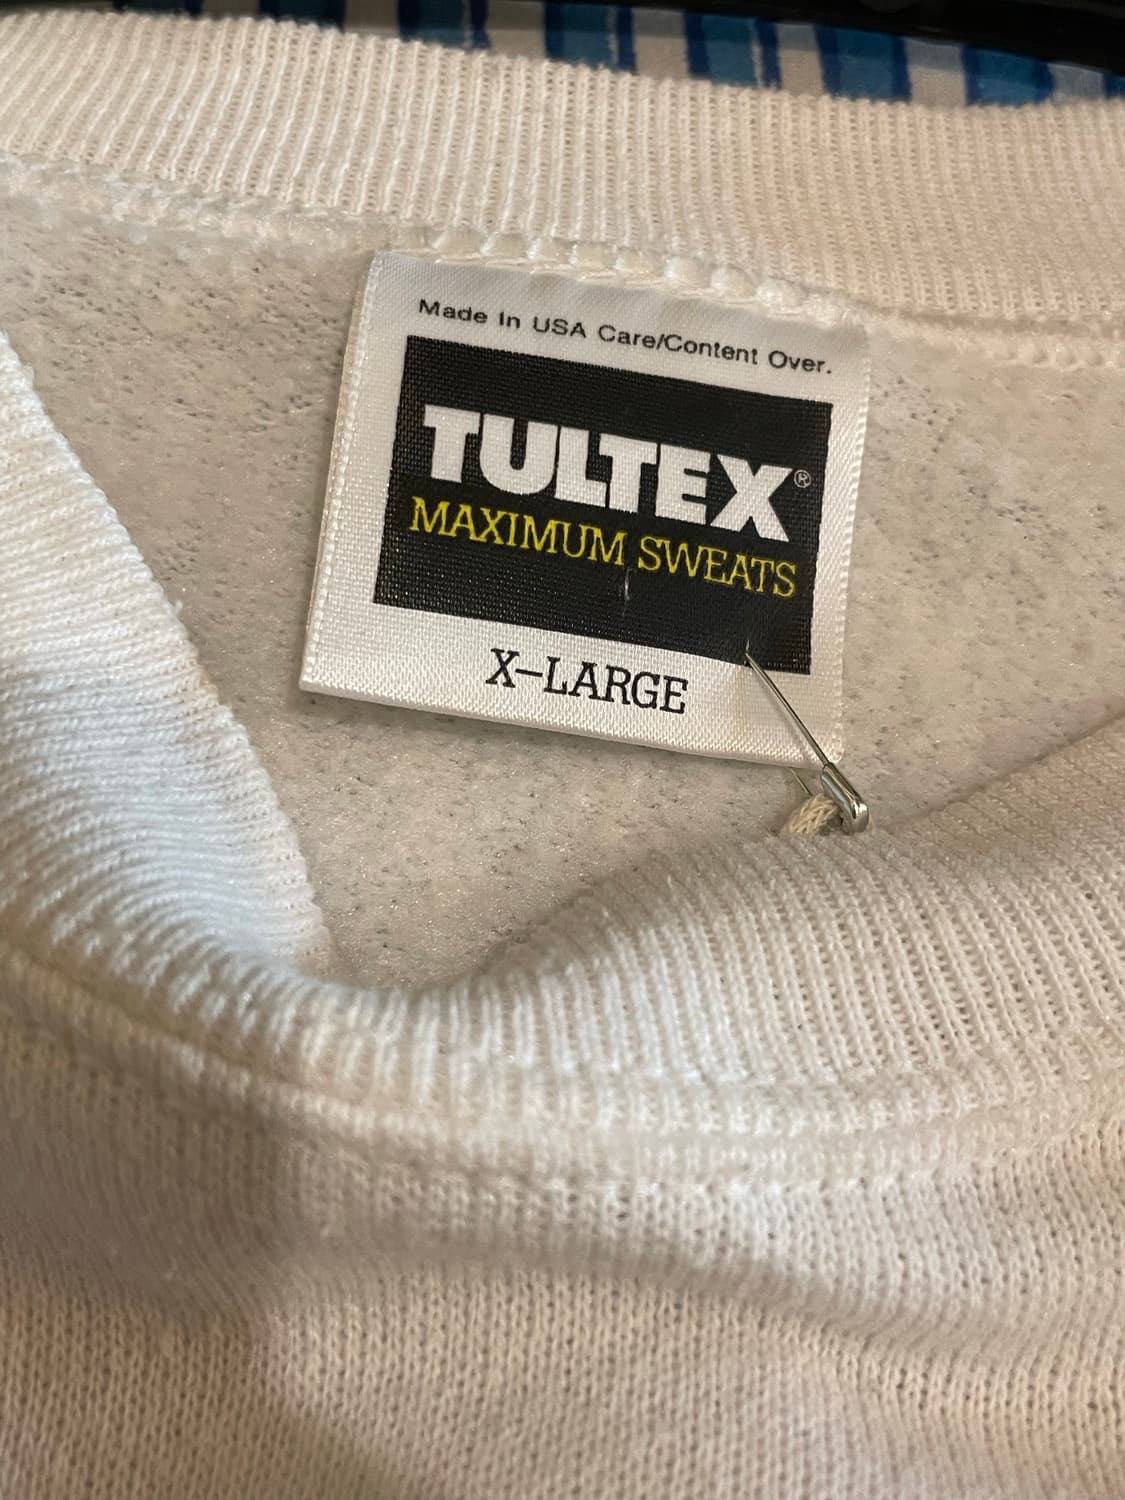 Made In USA Care/Content Over.
TULTEX®
MAXIMUM SWEATS
X-LARGE